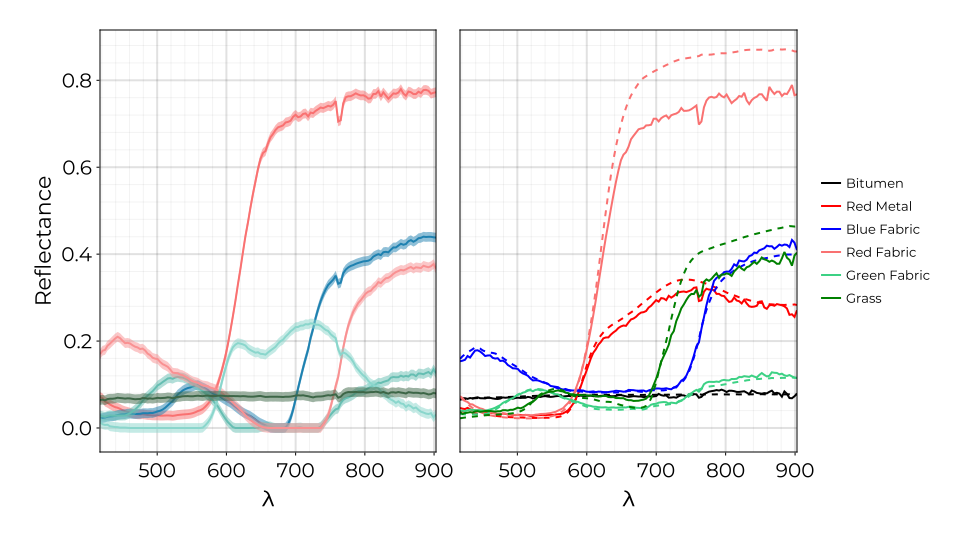 Reflectance
0.8
0.6
0.4
0.2
0.0
500 600 700 800 900
λ
500 600 700 800 900
λ
Bitumen
Red Metal
Blue Fabric
Red Fabric
Green Fabric
Grass